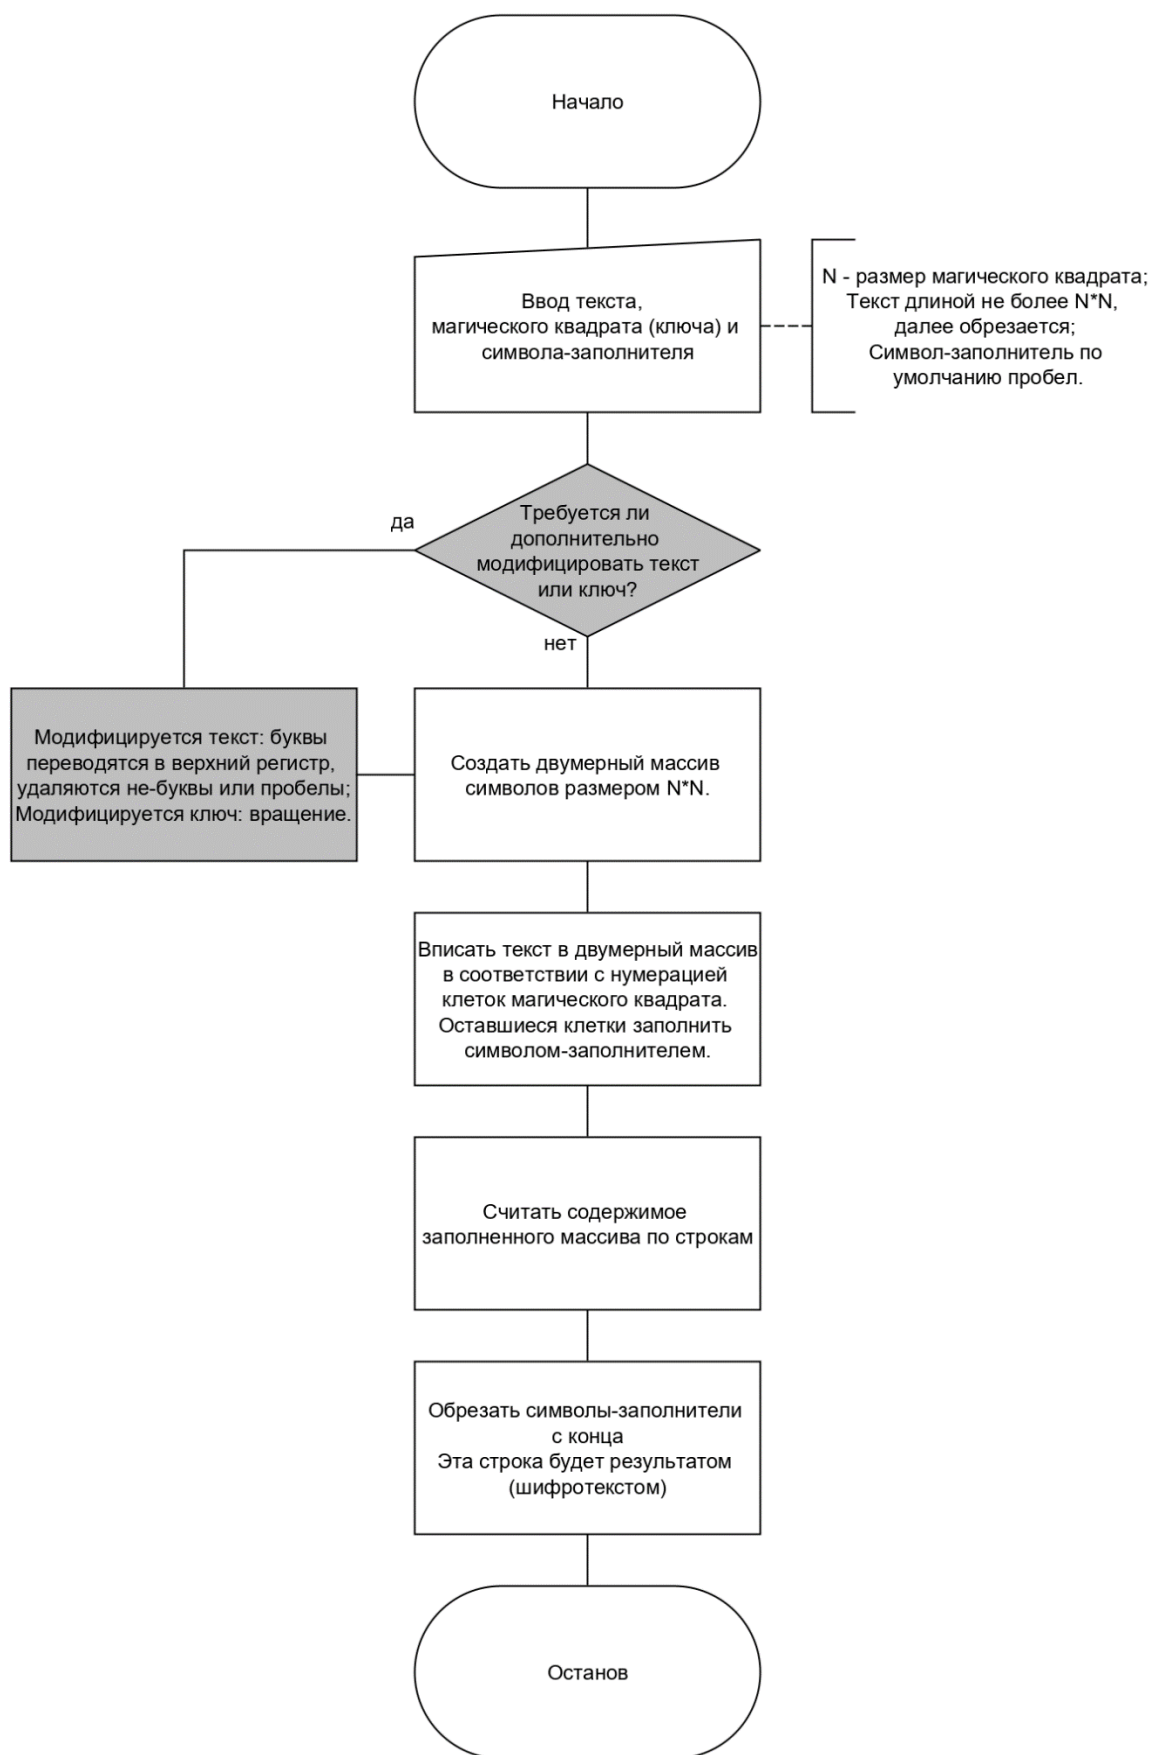 Начало
Ввод текста,
магического квадрата (ключа) и
символа-заполнителя
N - размер магического квадрата;
Текст длиной не более N*N,
далее обрезается;
Символ-заполнитель по
умолчанию пробел.
Требуется ли
дополнительно
модифицировать текст
или ключ?
да
нет
Модифицируется текст: буквы
переводятся в верхний регистр,
удаляются не-буквы или пробелы;
Модифицируется ключ: вращение.
Создать двумерный массив
символов размером N*N.
Вписать текст в двумерный массив
в соответствии с нумерацией
клеток магического квадрата.
Оставшиеся клетки заполнить
символом-заполнителем.
Считать содержимое
заполненного массива по строкам
Обрезать символы-заполнители
с конца
Эта строка будет результатом
(шифротекстом)
Останов